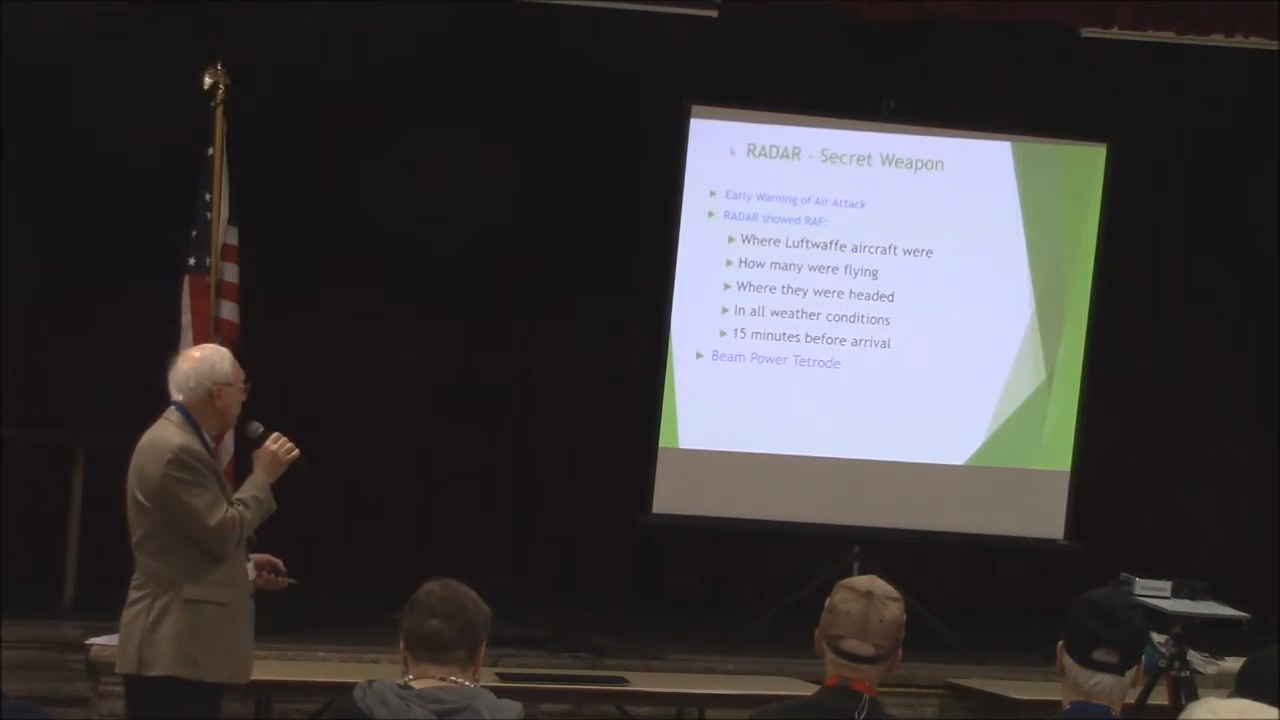 RADAR - Secret Weapon
Early Warning of Air Attack
RADAR showed RAF:
Where Luftwaffe aircraft were
How many were flying
Where they were headed
In all weather conditions
15 minutes before arrival
Beam Power Tetrode